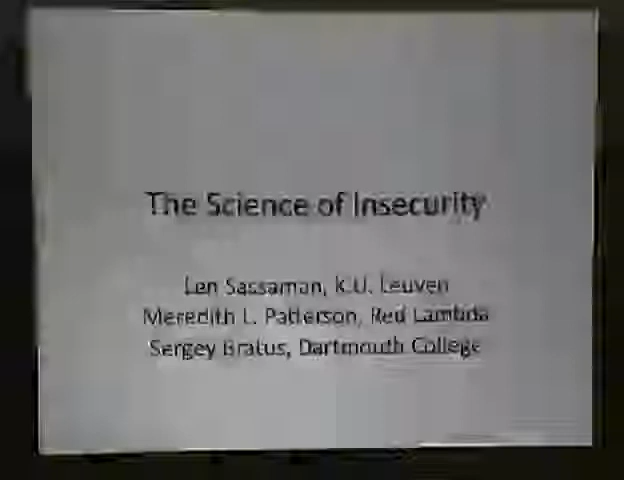 The Science of Insecurity
Len Sassaman, K.U. Leuven
Meredith L. Patterson, Red Lambda
Sergey Bratus, Dartmouth College